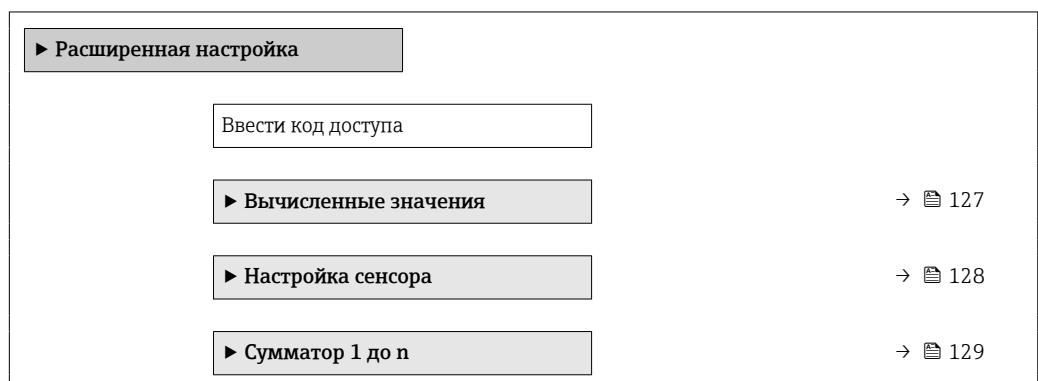 ▶ Расширенная настройка
Ввести код доступа
▶ Вычисленные значения → 127
▶ Настройка сенсора → 128
▶ Сумматор 1 до n → 129